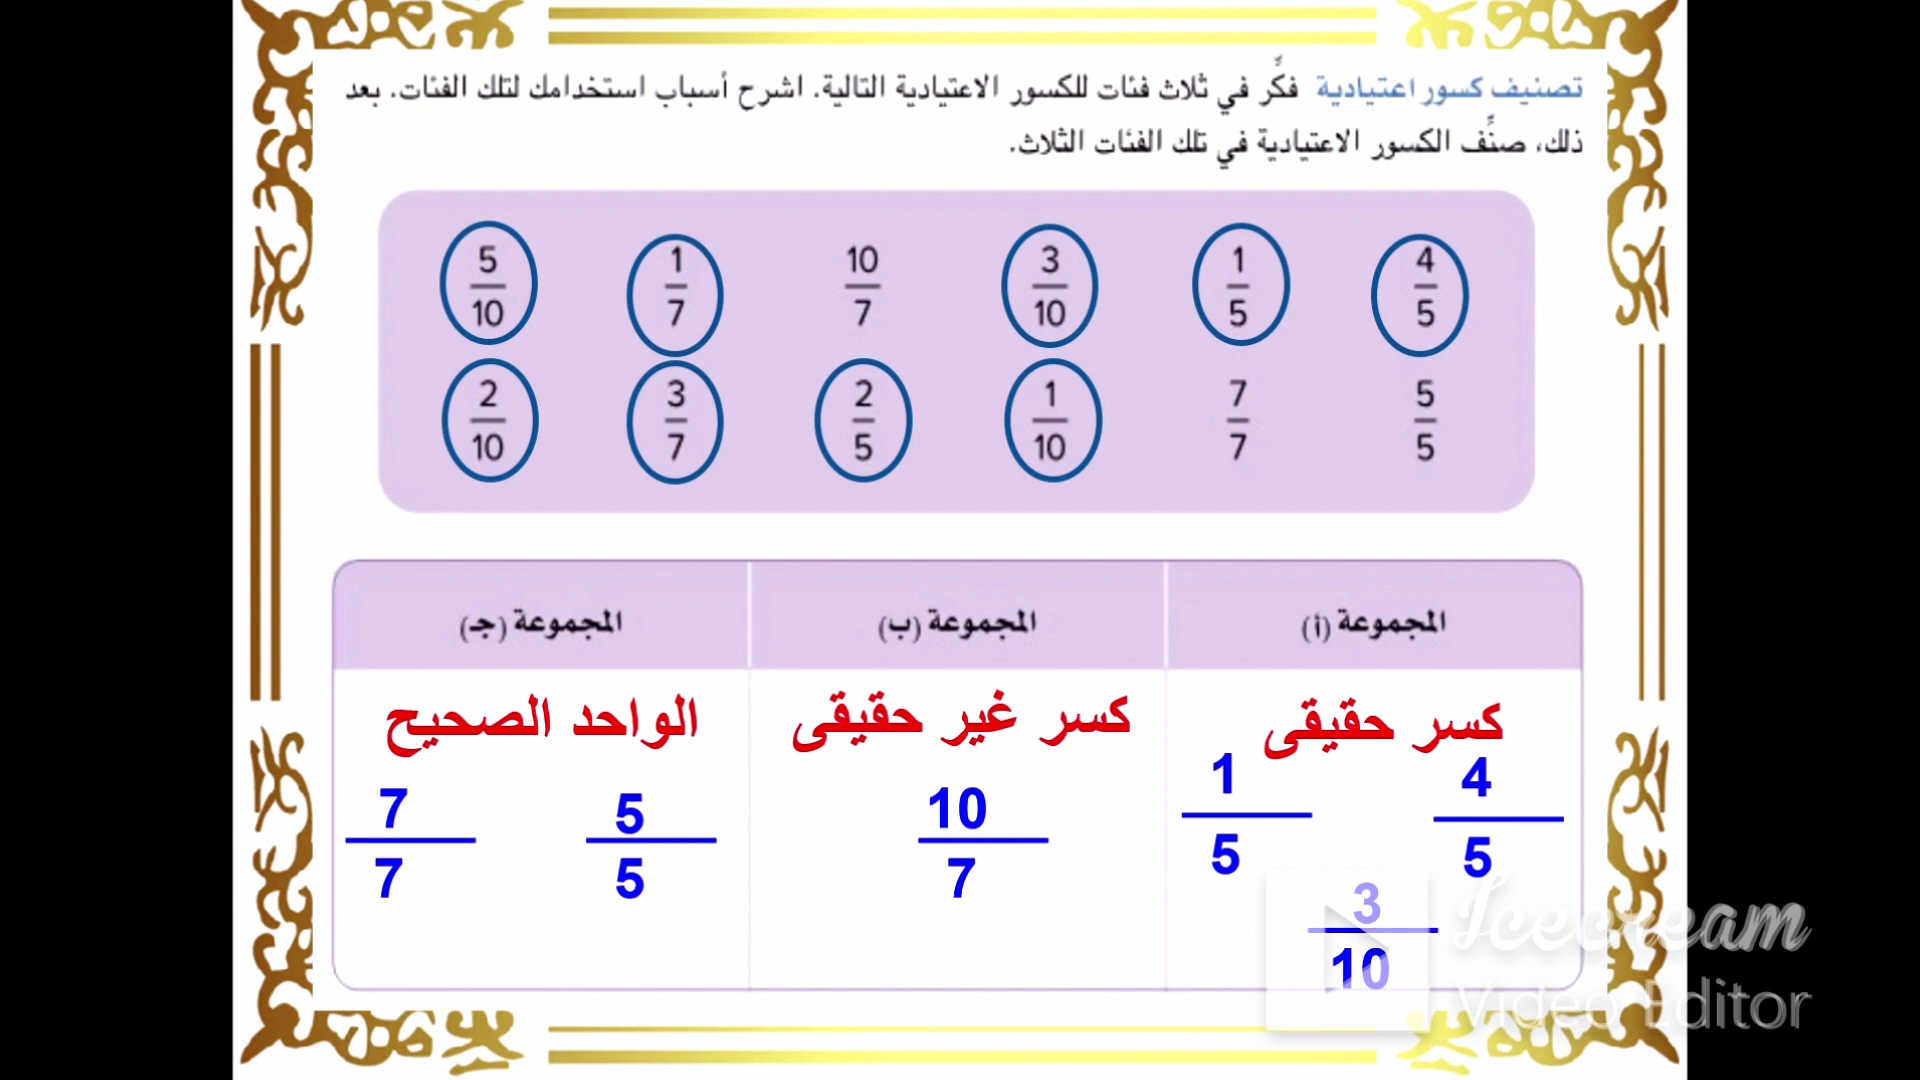 تصنيف كسور اعتيادية فكِّر في ثلاث فئات للكسور الاعتيادية التالية. اشرح أسباب استخدامك لتلك الفئات. بعد
ذلك، صنِّف الكسور الاعتيادية في تلك الفئات الثلاث.
4/5 1/5 3/10 10/7 1/7 5/10
5/5 7/7 1/10 2/5 3/7 2/10
المجموعة (أ) المجموعة (ب) المجموعة (جـ)
كسر حقيقى كسر غير حقيقى الواحد الصحيح
4/5 1/5 10/7 5/5 7/7
3/10
Icecream
Video Editor